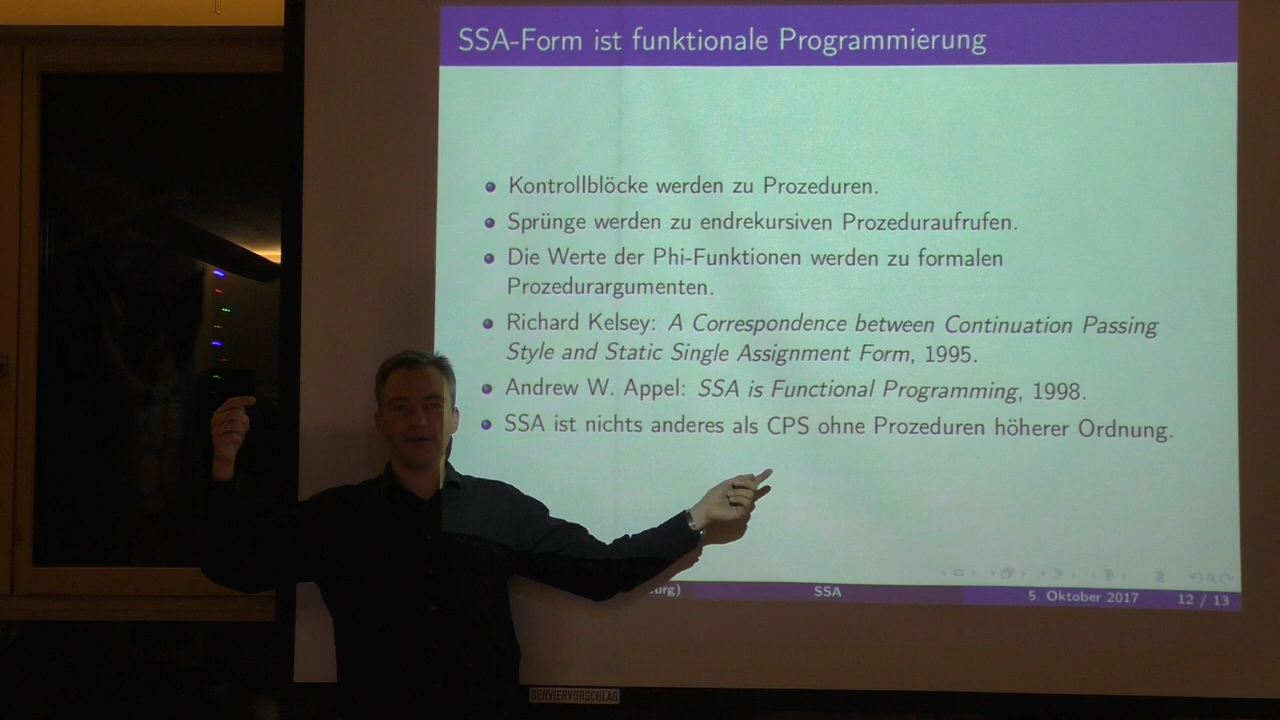 SSA-Form ist funktionale Programmierung
Kontrollblöcke werden zu Prozeduren.
Sprünge werden zu endrekursiven Prozeduraufrufen.
Die Werte der Phi-Funktionen werden zu formalen
Prozedurargumenten.
Richard Kelsey: A Correspondence between Continuation Passing
Style and Static Single Assignment Form, 1995.
Andrew W. Appel: SSA is Functional Programming, 1998.
SSA ist nichts anderes als CPS ohne Prozeduren höherer Ordnung.
SSA 5. Oktober 2017 12 / 13
SERVIERVORSCHLAG